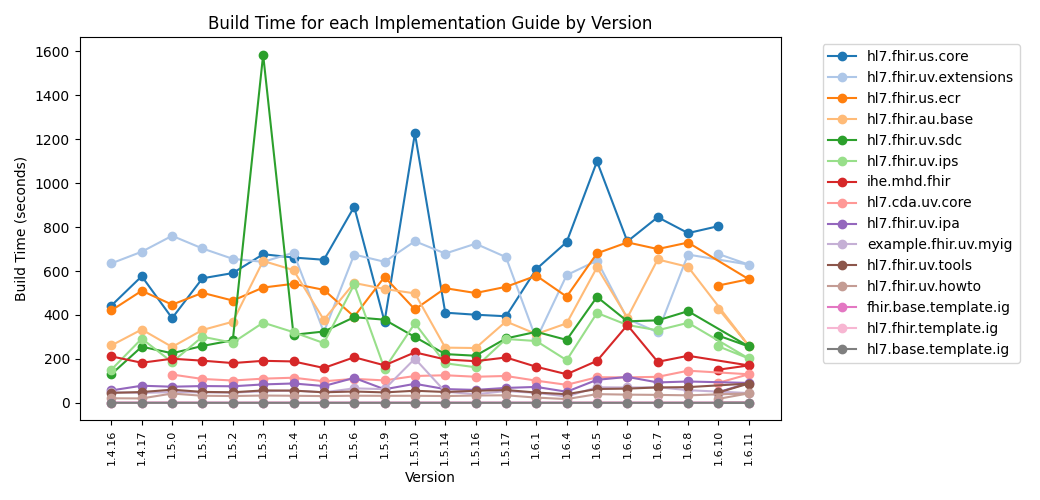 Build Time for each Implementation Guide by Version
Build Time (seconds)
1600
1400
1200
1000
800
600
400
200
0
1.4.16
1.4.17
1.5.0
1.5.1
1.5.2
1.5.3
1.5.4
1.5.5
1.5.6
1.5.9
1.5.10
1.5.14
1.5.16
1.5.17
1.6.1
1.6.4
1.6.5
1.6.6
1.6.7
1.6.8
1.6.10
1.6.11
Version
hl7.fhir.us.core
hl7.fhir.uv.extensions
hl7.fhir.us.ecr
hl7.fhir.au.base
hl7.fhir.uv.sdc
hl7.fhir.uv.ips
ihe.mhd.fhir
hl7.cda.uv.core
hl7.fhir.uv.ipa
example.fhir.uv.myig
hl7.fhir.uv.tools
hl7.fhir.uv.howto
fhir.base.template.ig
hl7.fhir.template.ig
hl7.base.template.ig